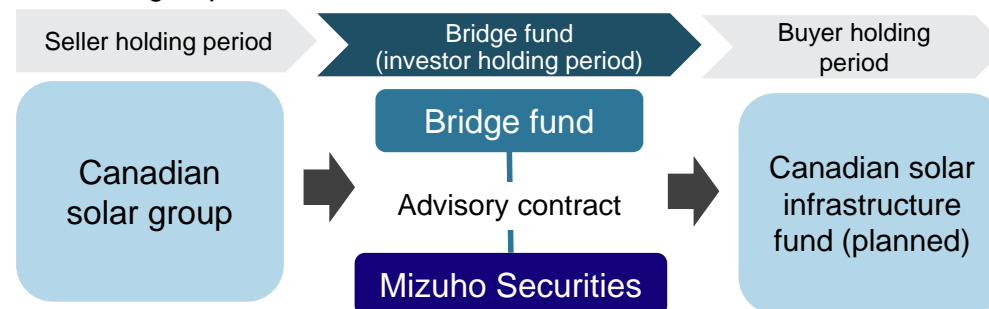 Seller holding period
Bridge fund
(investor holding period)
Buyer holding
period
Canadian
solar group
Bridge fund
Advisory contract
Mizuho Securities
Canadian solar
infrastructure
fund (planned)